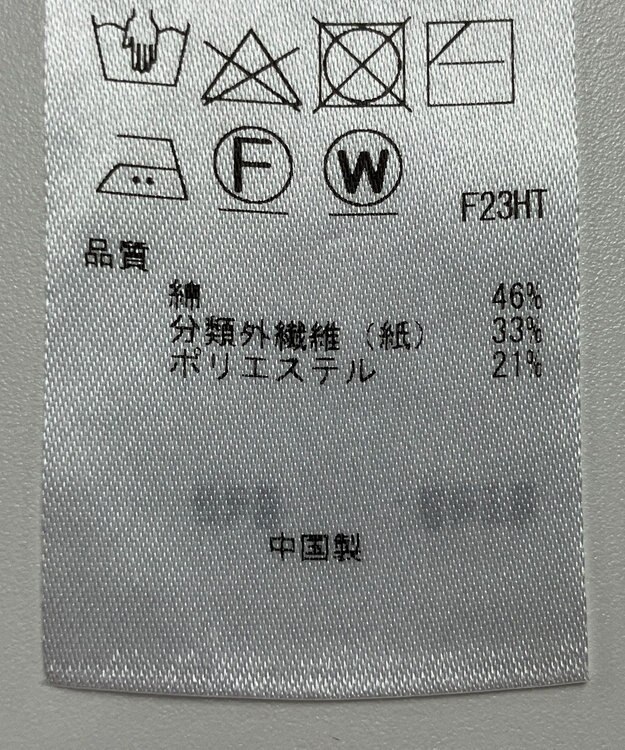 F W
F23HT
品質
綿 46%
分類外繊維（紙） 33%
ポリエステル 21%
中国製